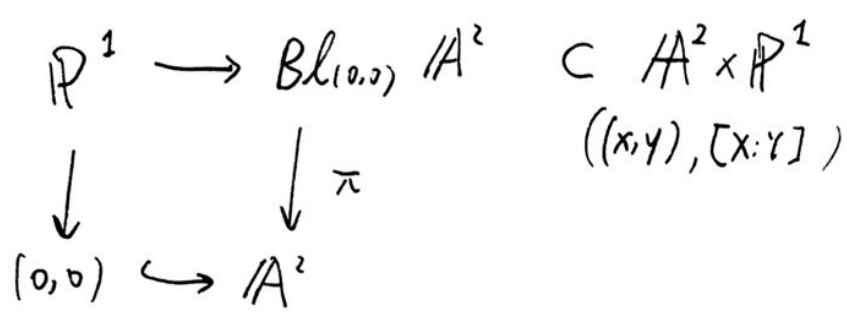 ℙ¹ → Bl₍₀,₀₎ 𝔸² ⊂ 𝔸² × ℙ¹
((x,y), [X:Y])
↓ ↓ π
(0,0) ↪ 𝔸²